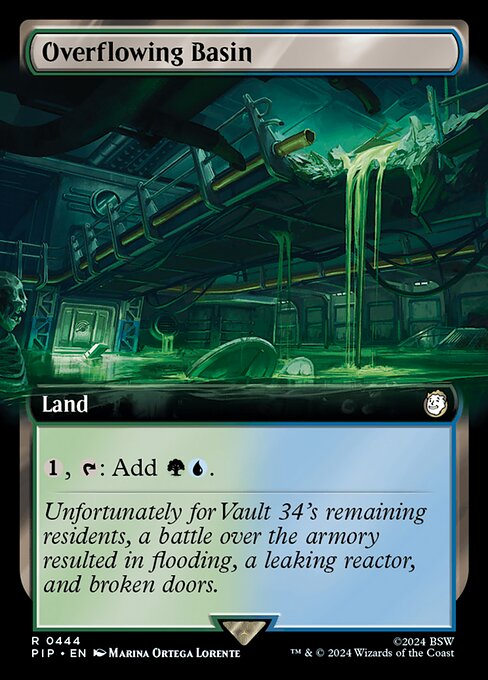 Overflowing Basin
Land
1, : Add .
Unfortunately for Vault 34's remaining
residents, a battle over the armory
resulted in flooding, a leaking reactor,
and broken doors.
R 0444
PIP • EN Marina Ortega Lorente
©2024 BSW
™ & © 2024 Wizards of the Coast